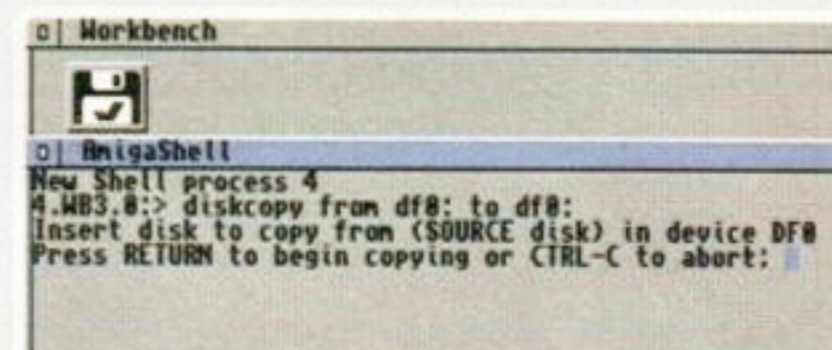 Workbench
AmigaShell
New Shell process 4
4.WB3.0:> diskcopy from df0: to df0:
Insert disk to copy from (SOURCE disk) in device DF0
Press RETURN to begin copying or CTRL-C to abort: